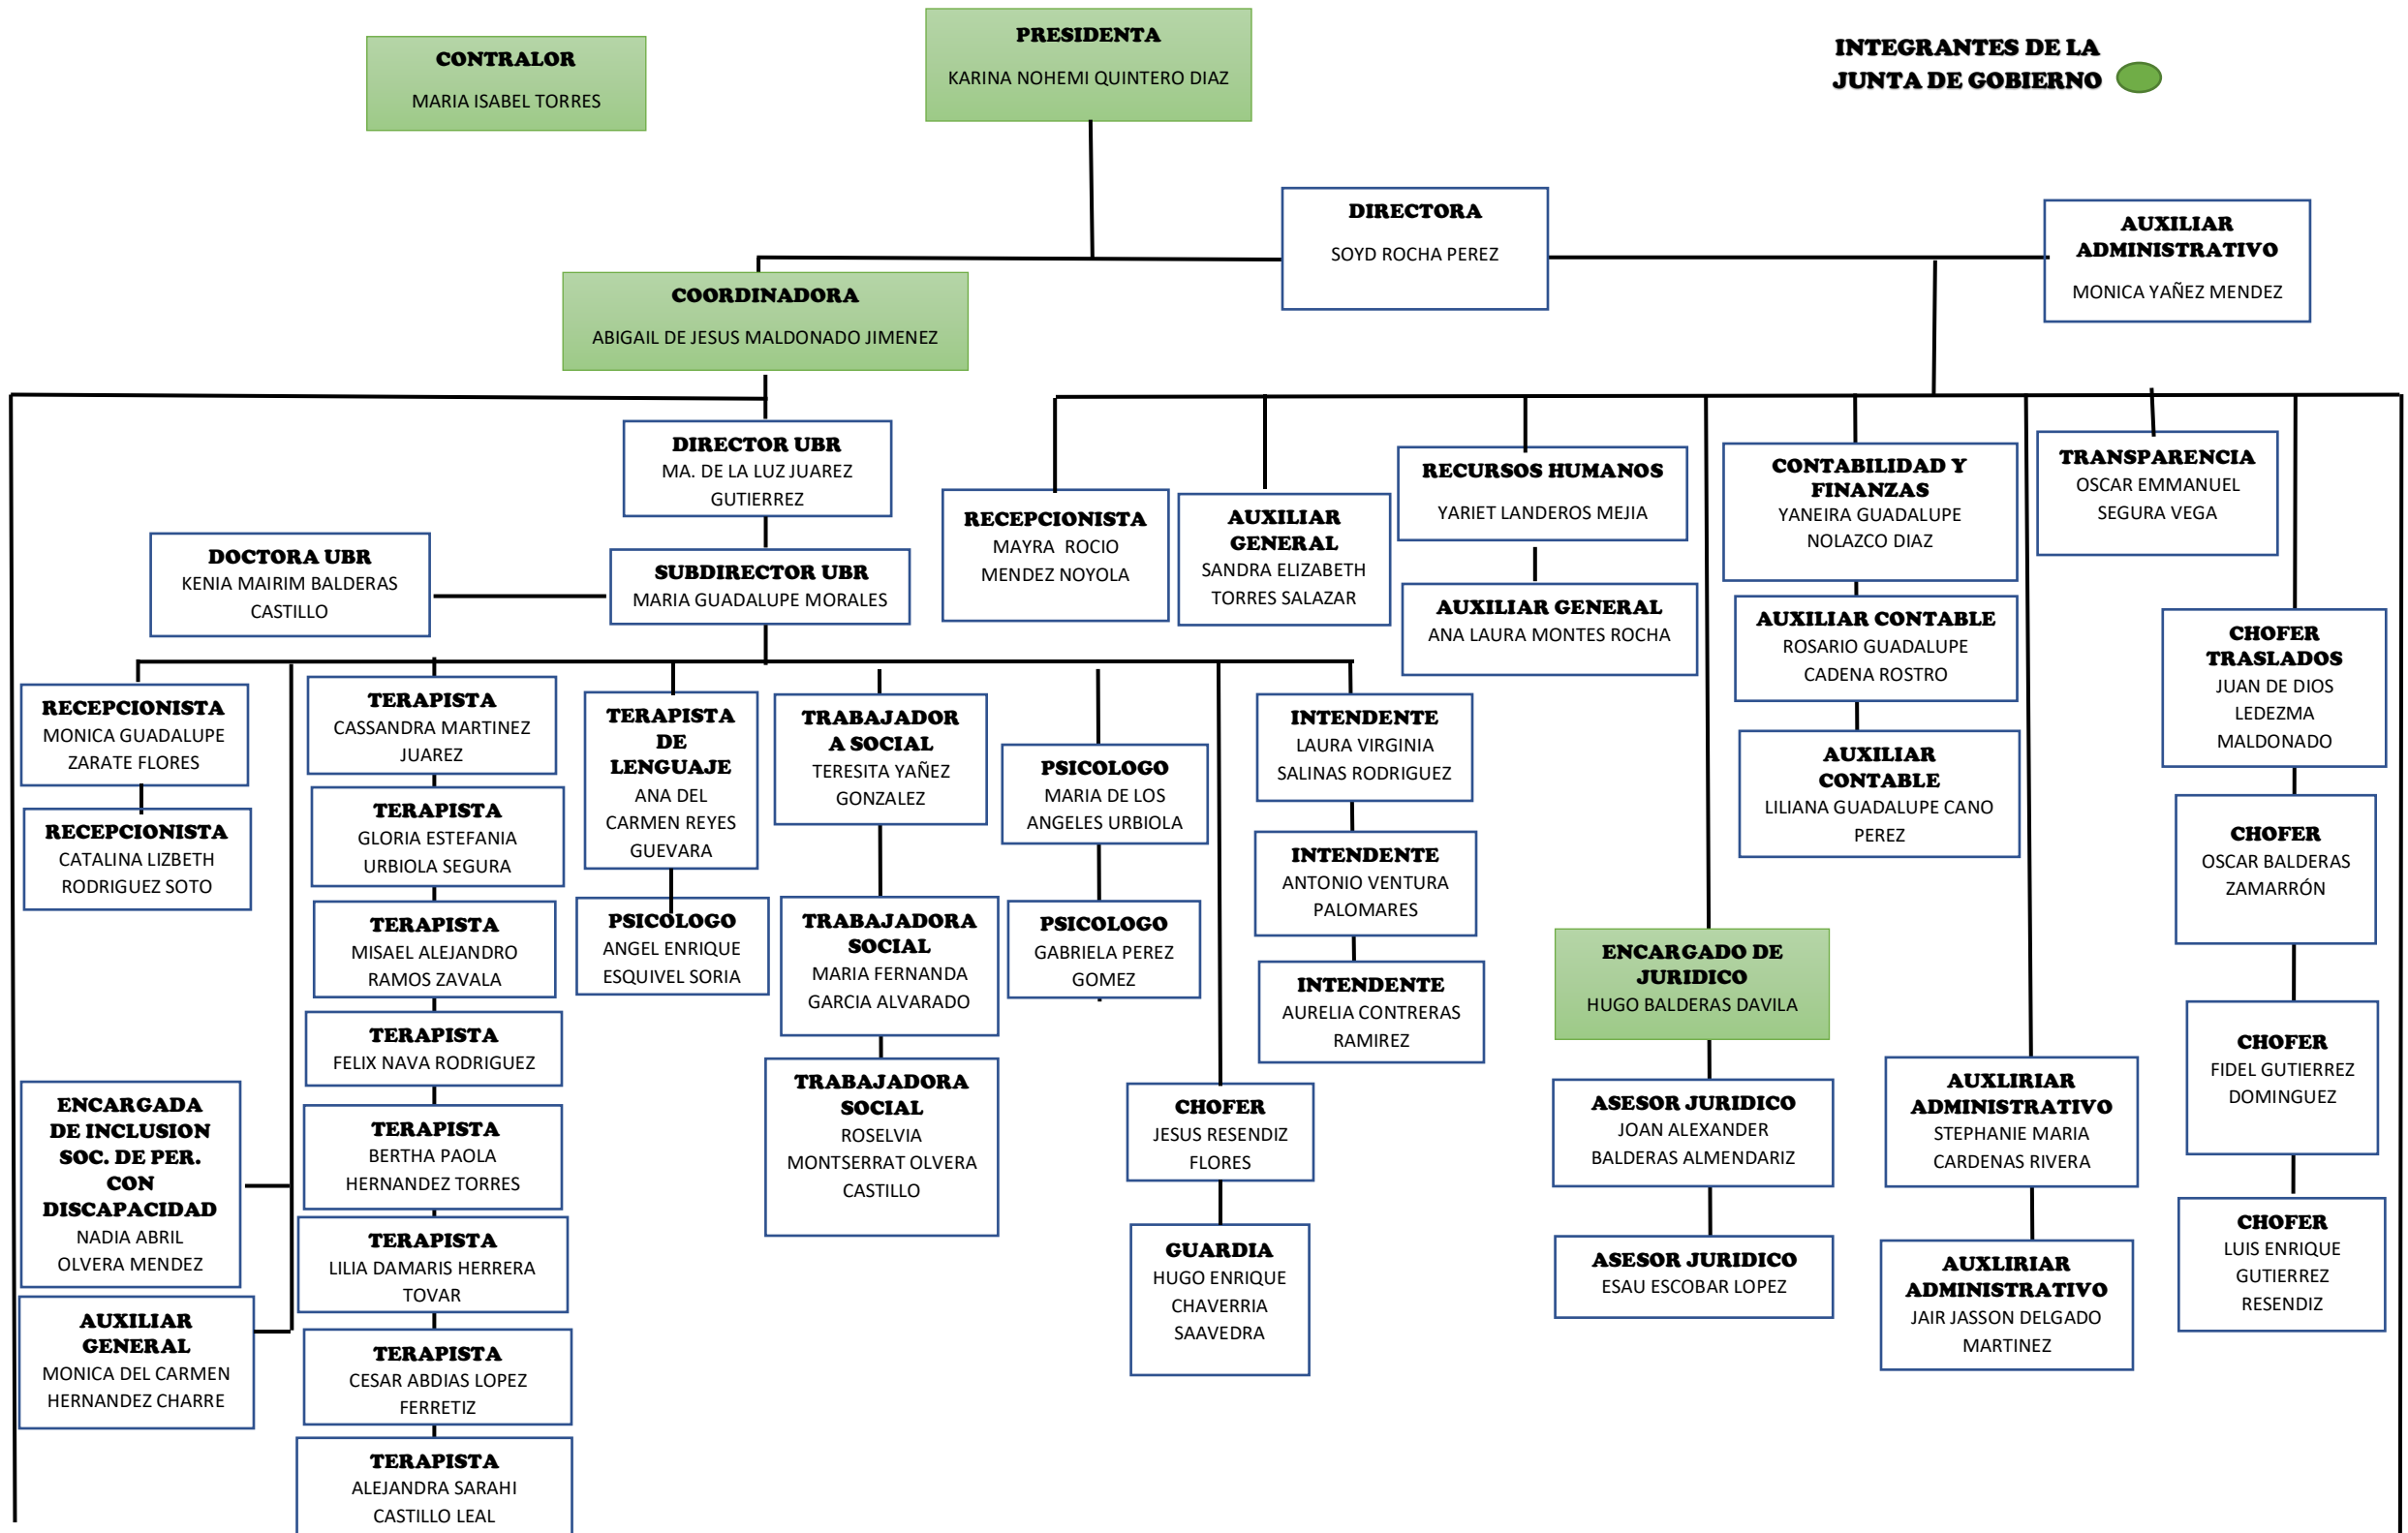 CONTRALOR
MARIA ISABEL TORRES
PRESIDENTA
KARINA NOHEMI QUINTERO DIAZ
INTEGRANTES DE LA
JUNTA DE GOBIERNO
DIRECTORA
SOYD ROCHA PEREZ
AUXILIAR
ADMINISTRATIVO
MONICA YAÑEZ MENDEZ
COORDINADORA
ABIGAIL DE JESUS MALDONADO JIMENEZ
DIRECTOR UBR
MA. DE LA LUZ JUAREZ
GUTIERREZ
DOCTORA UBR
KENIA MAIRIM BALDERAS
CASTILLO
SUBDIRECTOR UBR
MARIA GUADALUPE MORALES
RECEPCIONISTA
MAYRA  ROCIO
MENDEZ NOYOLA
AUXILIAR
GENERAL
SANDRA ELIZABETH
TORRES SALAZAR
RECURSOS HUMANOS
YARIET LANDEROS MEJIA
AUXILIAR GENERAL
ANA LAURA MONTES ROCHA
CONTABILIDAD Y
FINANZAS
YANEIRA GUADALUPE
NOLAZCO DIAZ
AUXILIAR CONTABLE
ROSARIO GUADALUPE
CADENA ROSTRO
AUXILIAR
CONTABLE
LILIANA GUADALUPE CANO
PEREZ
TRANSPARENCIA
OSCAR EMMANUEL
SEGURA VEGA
CHOFER
TRASLADOS
JUAN DE DIOS
LEDEZMA
MALDONADO
CHOFER
OSCAR BALDERAS
ZAMARRÓN
CHOFER
FIDEL GUTIERREZ
DOMINGUEZ
CHOFER
LUIS ENRIQUE
GUTIERREZ
RESENDIZ
RECEPCIONISTA
MONICA GUADALUPE
ZARATE FLORES
RECEPCIONISTA
CATALINA LIZBETH
RODRIGUEZ SOTO
ENCARGADA
DE INCLUSION
SOC. DE PER.
CON
DISCAPACIDAD
NADIA ABRIL
OLVERA MENDEZ
AUXILIAR
GENERAL
MONICA DEL CARMEN
HERNANDEZ CHARRE
TERAPISTA
CASSANDRA MARTINEZ
JUAREZ
TERAPISTA
GLORIA ESTEFANIA
URBIOLA SEGURA
TERAPISTA
MISAEL ALEJANDRO
RAMOS ZAVALA
TERAPISTA
FELIX NAVA RODRIGUEZ
TERAPISTA
BERTHA PAOLA
HERNANDEZ TORRES
TERAPISTA
LILIA DAMARIS HERRERA
TOVAR
TERAPISTA
CESAR ABDIAS LOPEZ
FERRETIZ
TERAPISTA
ALEJANDRA SARAHI
CASTILLO LEAL
TERAPISTA
DE
LENGUAJE
ANA DEL
CARMEN REYES
GUEVARA
PSICOLOGO
ANGEL ENRIQUE
ESQUIVEL SORIA
TRABAJADOR
A SOCIAL
TERESITA YAÑEZ
GONZALEZ
TRABAJADORA
SOCIAL
MARIA FERNANDA
GARCIA ALVARADO
TRABAJADORA
SOCIAL
ROSELVIA
MONTSERRAT OLVERA
CASTILLO
PSICOLOGO
MARIA DE LOS
ANGELES URBIOLA
PSICOLOGO
GABRIELA PEREZ
GOMEZ
CHOFER
JESUS RESENDIZ
FLORES
GUARDIA
HUGO ENRIQUE
CHAVERRIA
SAAVEDRA
INTENDENTE
LAURA VIRGINIA
SALINAS RODRIGUEZ
INTENDENTE
ANTONIO VENTURA
PALOMARES
INTENDENTE
AURELIA CONTRERAS
RAMIREZ
ENCARGADO DE
JURIDICO
HUGO BALDERAS DAVILA
ASESOR JURIDICO
JOAN ALEXANDER
BALDERAS ALMENDARIZ
ASESOR JURIDICO
ESAU ESCOBAR LOPEZ
AUXLIRIAR
ADMINISTRATIVO
STEPHANIE MARIA
CARDENAS RIVERA
AUXLIRIAR
ADMINISTRATIVO
JAIR JASSON DELGADO
MARTINEZ